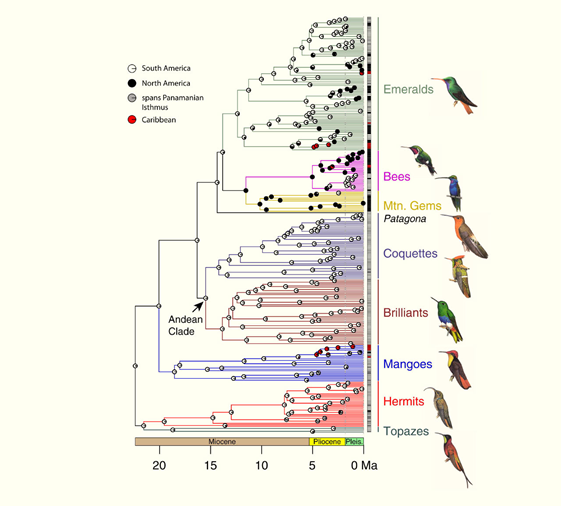 South America
North America
spans Panamanian
Isthmus
Caribbean
Emeralds
Bees
Mtn. Gems
Patagona
Coquettes
Andean
Clade
Brilliants
Mangoes
Hermits
Topazes
Miocene Pliocene Pleis.
20 15 10 5 0 Ma